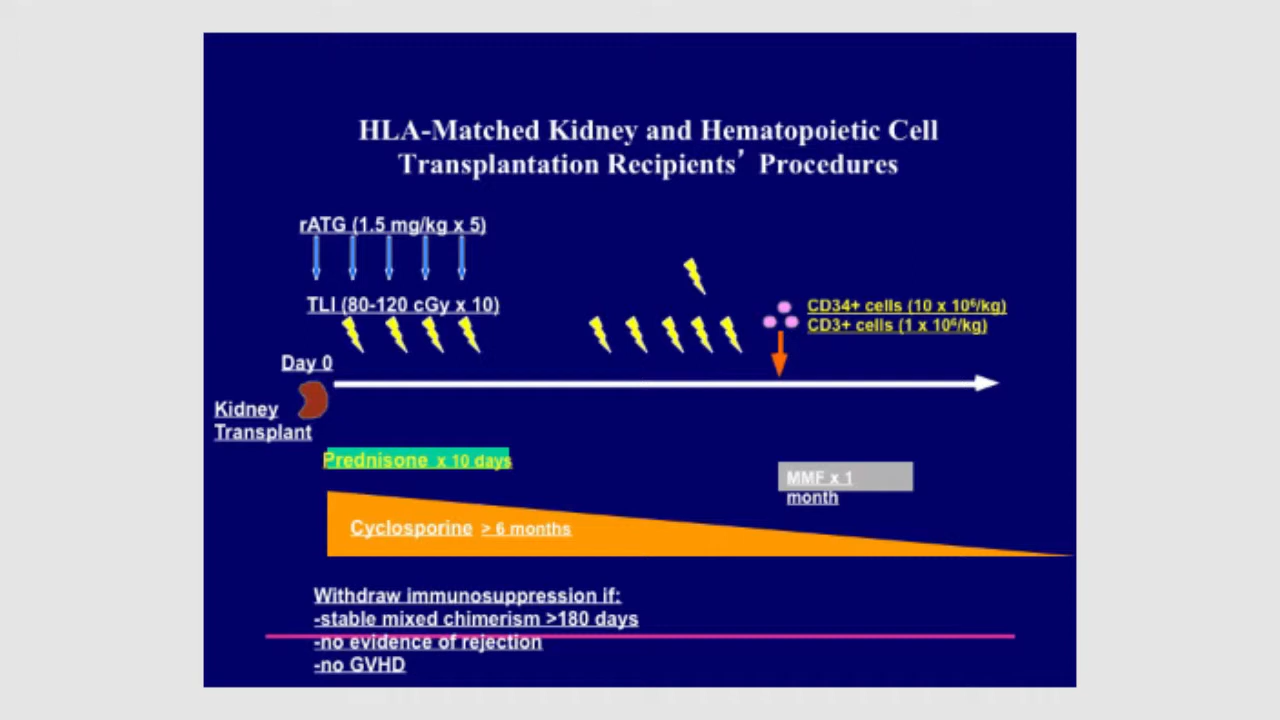 HLA-Matched Kidney and Hematopoietic Cell
Transplantation Recipients’ Procedures
rATG (1.5 mg/kg x 5)
TLI (80-120 cGy x 10)
CD34+ cells (10 x 10⁶/kg)
CD3+ cells (1 x 10⁶/kg)
Day 0
Kidney
Transplant
Prednisone x 10 days
MMF x 1
month
Cyclosporine > 6 months
Withdraw immunosuppression if:
-stable mixed chimerism >180 days
-no evidence of rejection
-no GVHD